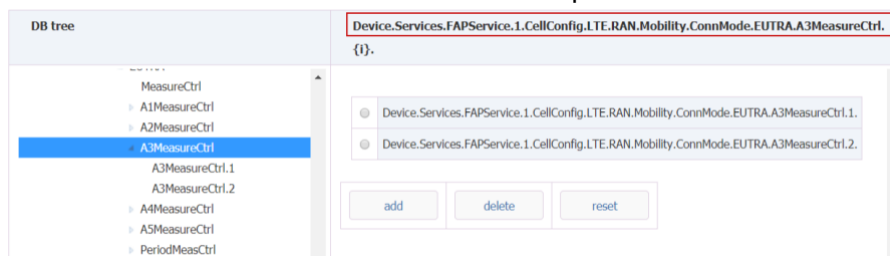 DB tree
Device.Services.FAPService.1.CellConfig.LTE.RAN.Mobility.ConnMode.EUTRA.A3MeasureCtrl.
{i}.
MeasureCtrl
A1MeasureCtrl
A2MeasureCtrl
A3MeasureCtrl
A3MeasureCtrl.1
A3MeasureCtrl.2
A4MeasureCtrl
A5MeasureCtrl
PeriodMeasCtrl
Device.Services.FAPService.1.CellConfig.LTE.RAN.Mobility.ConnMode.EUTRA.A3MeasureCtrl.1.
Device.Services.FAPService.1.CellConfig.LTE.RAN.Mobility.ConnMode.EUTRA.A3MeasureCtrl.2.
add delete reset